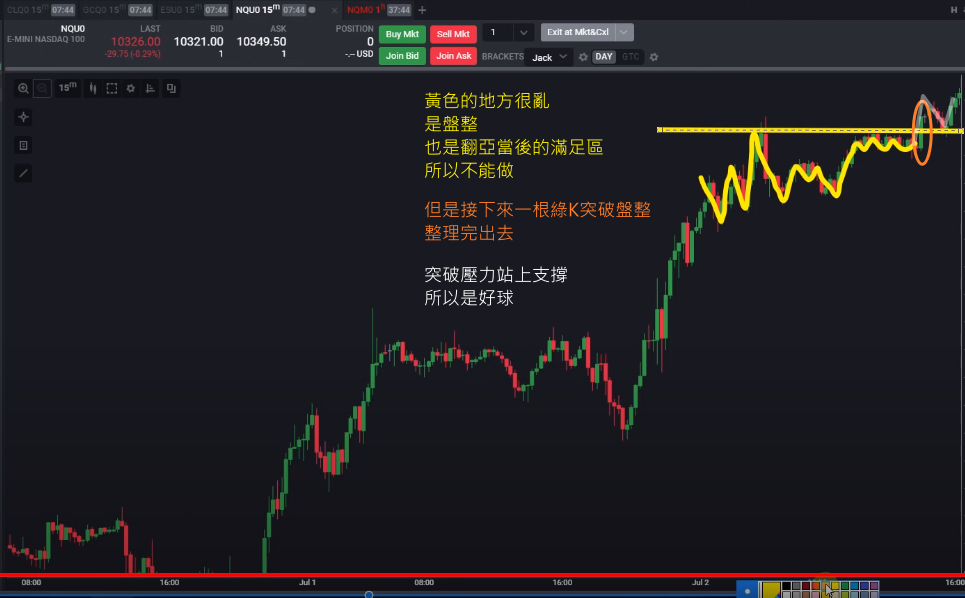 CLQ0 15m 07:44 GCQ0 15m 07:44 ESU0 15m 07:44 NQU0 15m 07:44 × NQM0 1h 37:44 + H
NQU0 LAST BID ASK POSITION Buy Mkt Sell Mkt 1 Exit at Mkt&Cxl
E-MINI NASDAQ 100 10326.00 10321.00 10349.50 0
-29.75 (-0.29%) 1 1 -.-- USD Join Bid Join Ask BRACKETS Jack DAY GTC
15m
黃色的地方很亂
是盤整
也是翻亞當後的滿足區
所以不能做
但是接下來一根綠K突破盤整
整理完出去
突破壓力站上支撐
所以是好球
08:00 16:00 Jul 1 08:00 16:00 Jul 2 16:00